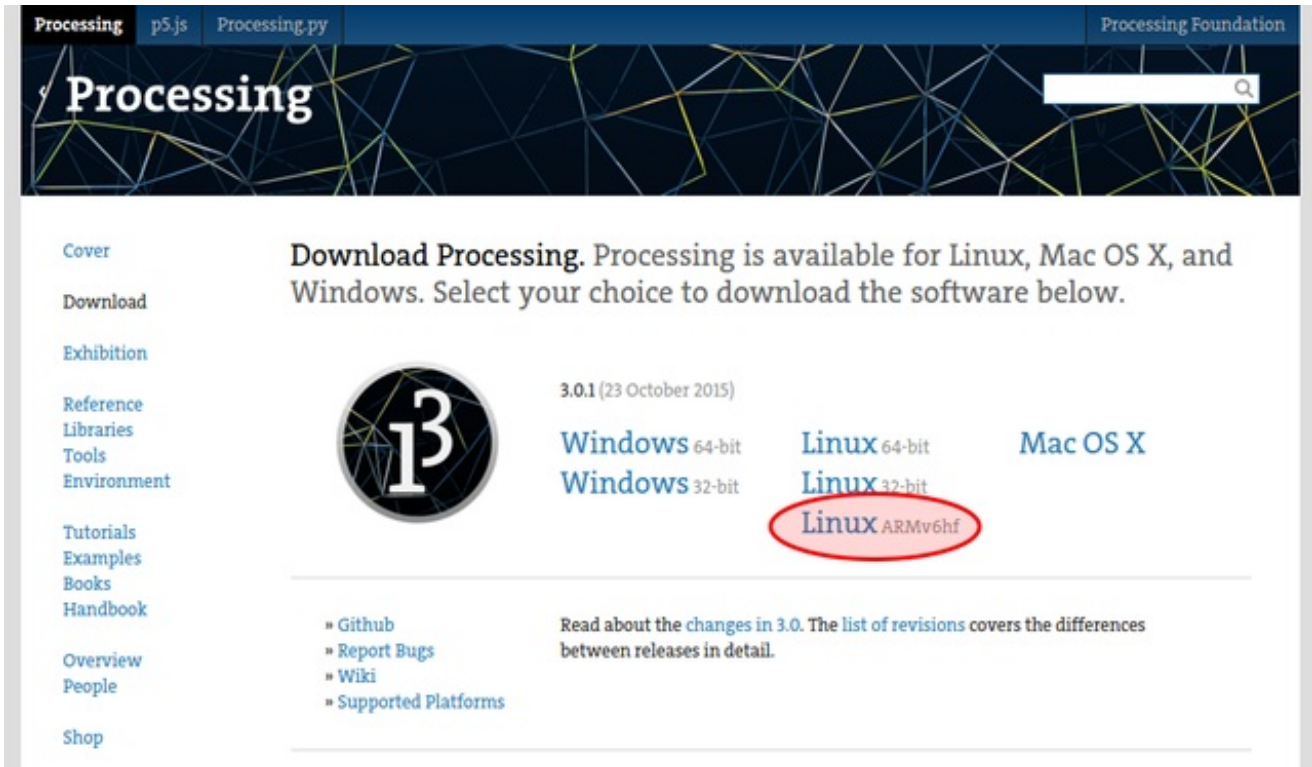 Processing p5.js Processing.py Processing Foundation
‹ Processing
Cover
Download
Exhibition
Reference
Libraries
Tools
Environment
Tutorials
Examples
Books
Handbook
Overview
People
Shop
Download Processing. Processing is available for Linux, Mac OS X, and
Windows. Select your choice to download the software below.
3
3.0.1 (23 October 2015)
Windows 64-bit
Windows 32-bit
Linux 64-bit
Linux 32-bit
Linux ARMv6hf
Mac OS X
» Github
» Report Bugs
» Wiki
» Supported Platforms
Read about the changes in 3.0. The list of revisions covers the differences
between releases in detail.